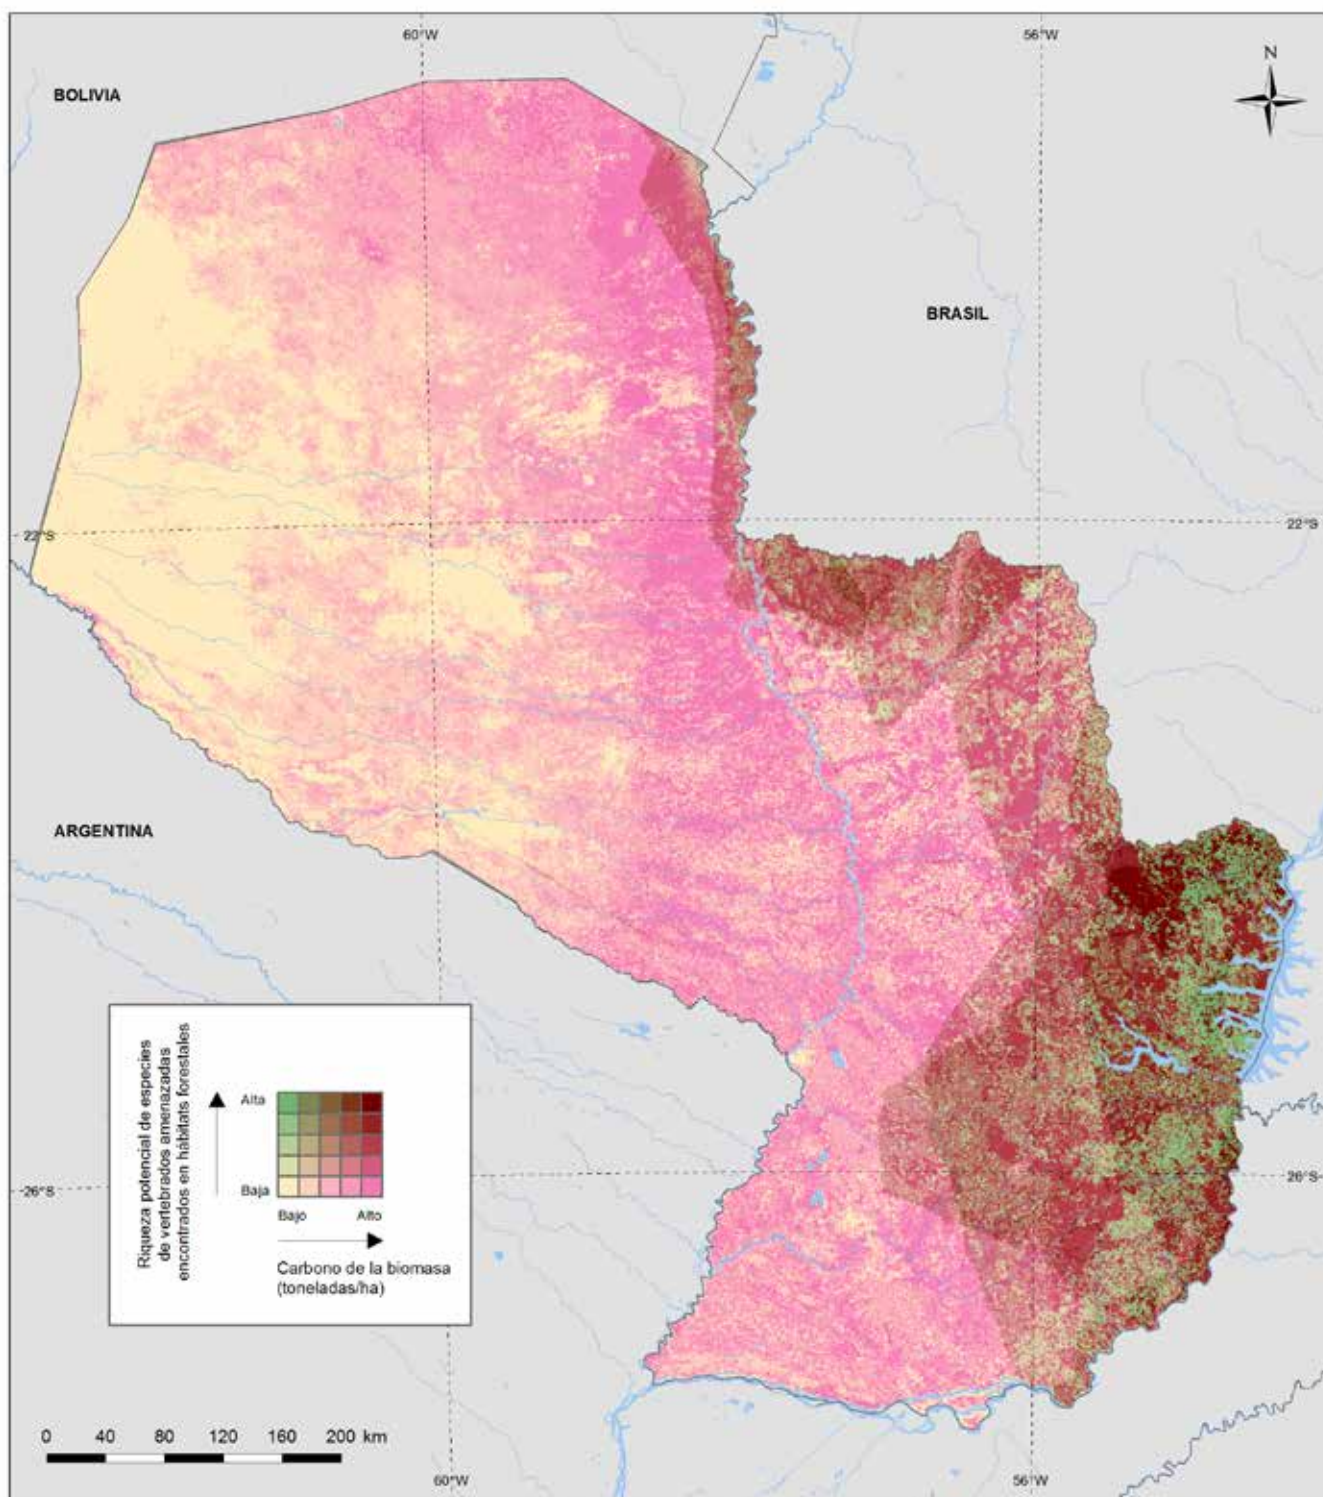 60°W
56°W
N
BOLIVIA
BRASIL
22°S
22°S
ARGENTINA
Riqueza potencial de especies
de vertebrados amenazadas
encontrados en hábitats forestales
Alta
Baja
Bajo
Alto
Carbono de la biomasa
(toneladas/ha)
26°S
26°S
0 40 80 120 160 200 km
60°W
56°W